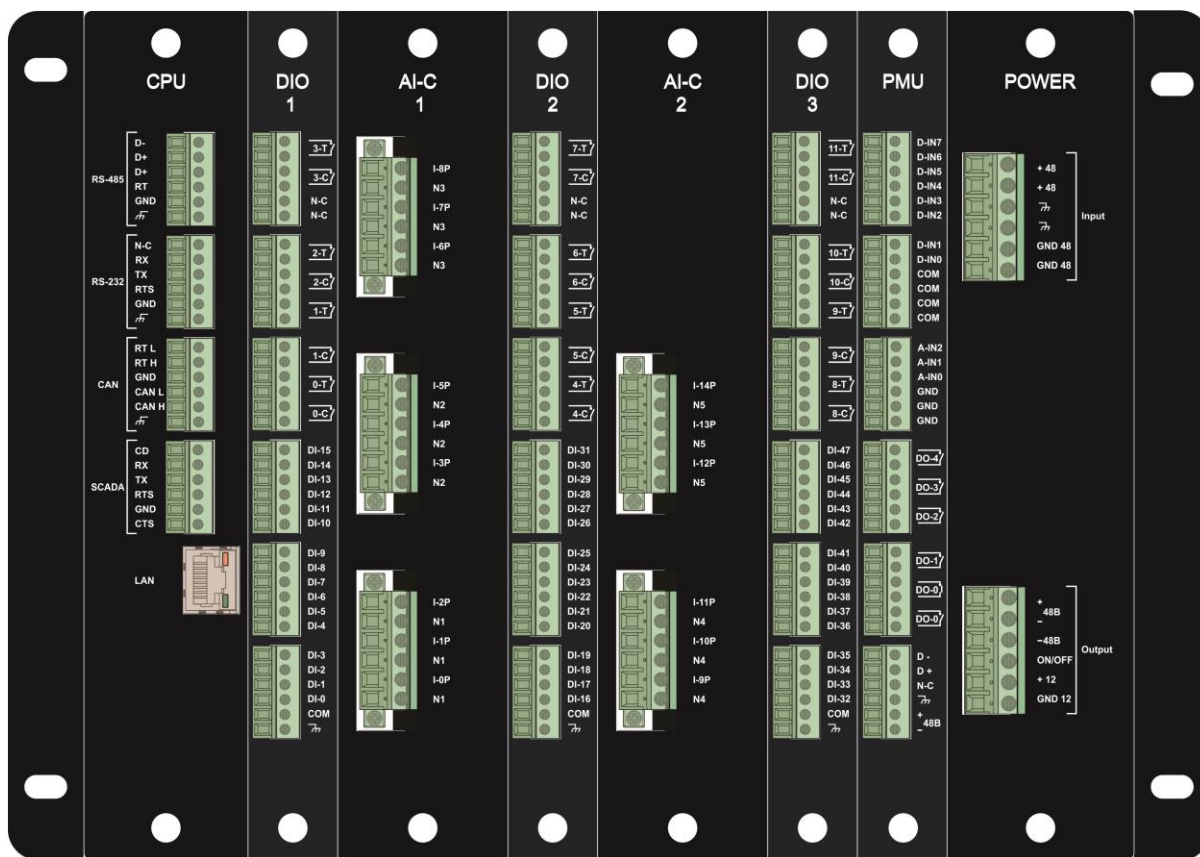 CPU
RS-485
D-
D+
D+
RT
GND
RS-232
N-C
RX
TX
RTS
GND
CAN
RT L
RT H
GND
CAN L
CAN H
SCADA
CD
RX
TX
RTS
GND
CTS
LAN
DIO
1
3-T
3-C
N-C
N-C
2-T
2-C
1-T
1-C
0-T
0-C
DI-15
DI-14
DI-13
DI-12
DI-11
DI-10
DI-9
DI-8
DI-7
DI-6
DI-5
DI-4
DI-3
DI-2
DI-1
DI-0
COM
AI-C
1
I-8P
N3
I-7P
N3
I-6P
N3
I-5P
N2
I-4P
N2
I-3P
N2
I-2P
N1
I-1P
N1
I-0P
N1
DIO
2
7-T
7-C
N-C
N-C
6-T
6-C
5-T
5-C
4-T
4-C
DI-31
DI-30
DI-29
DI-28
DI-27
DI-26
DI-25
DI-24
DI-23
DI-22
DI-21
DI-20
DI-19
DI-18
DI-17
DI-16
COM
AI-C
2
I-14P
N5
I-13P
N5
I-12P
N5
I-11P
N4
I-10P
N4
I-9P
N4
DIO
3
11-T
11-C
N-C
N-C
10-T
10-C
9-T
9-C
8-T
8-C
DI-47
DI-46
DI-45
DI-44
DI-43
DI-42
DI-41
DI-40
DI-39
DI-38
DI-37
DI-36
DI-35
DI-34
DI-33
DI-32
COM
PMU
D-IN7
D-IN6
D-IN5
D-IN4
D-IN3
D-IN2
D-IN1
D-IN0
COM
COM
COM
COM
A-IN2
A-IN1
A-IN0
GND
GND
GND
DO-4
DO-3
DO-2
DO-1
DO-0
DO-0
D -
D +
N-C
+
48B
−
POWER
+ 48
+ 48
GND 48
GND 48
Input
+
48B
−
−48B
ON/OFF
+ 12
GND 12
Output